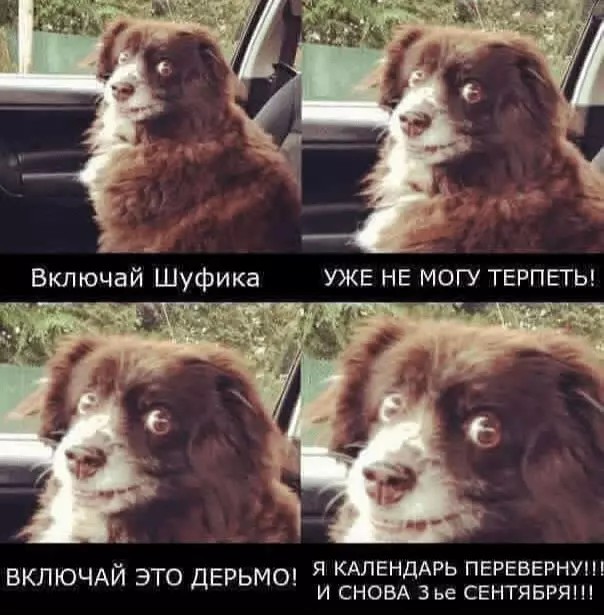 Включай Шуфика
УЖЕ НЕ МОГУ ТЕРПЕТЬ!
ВКЛЮЧАЙ ЭТО ДЕРЬМО!
Я КАЛЕНДАРЬ ПЕРЕВЕРНУ!!!
И СНОВА 3ье СЕНТЯБРЯ!!!